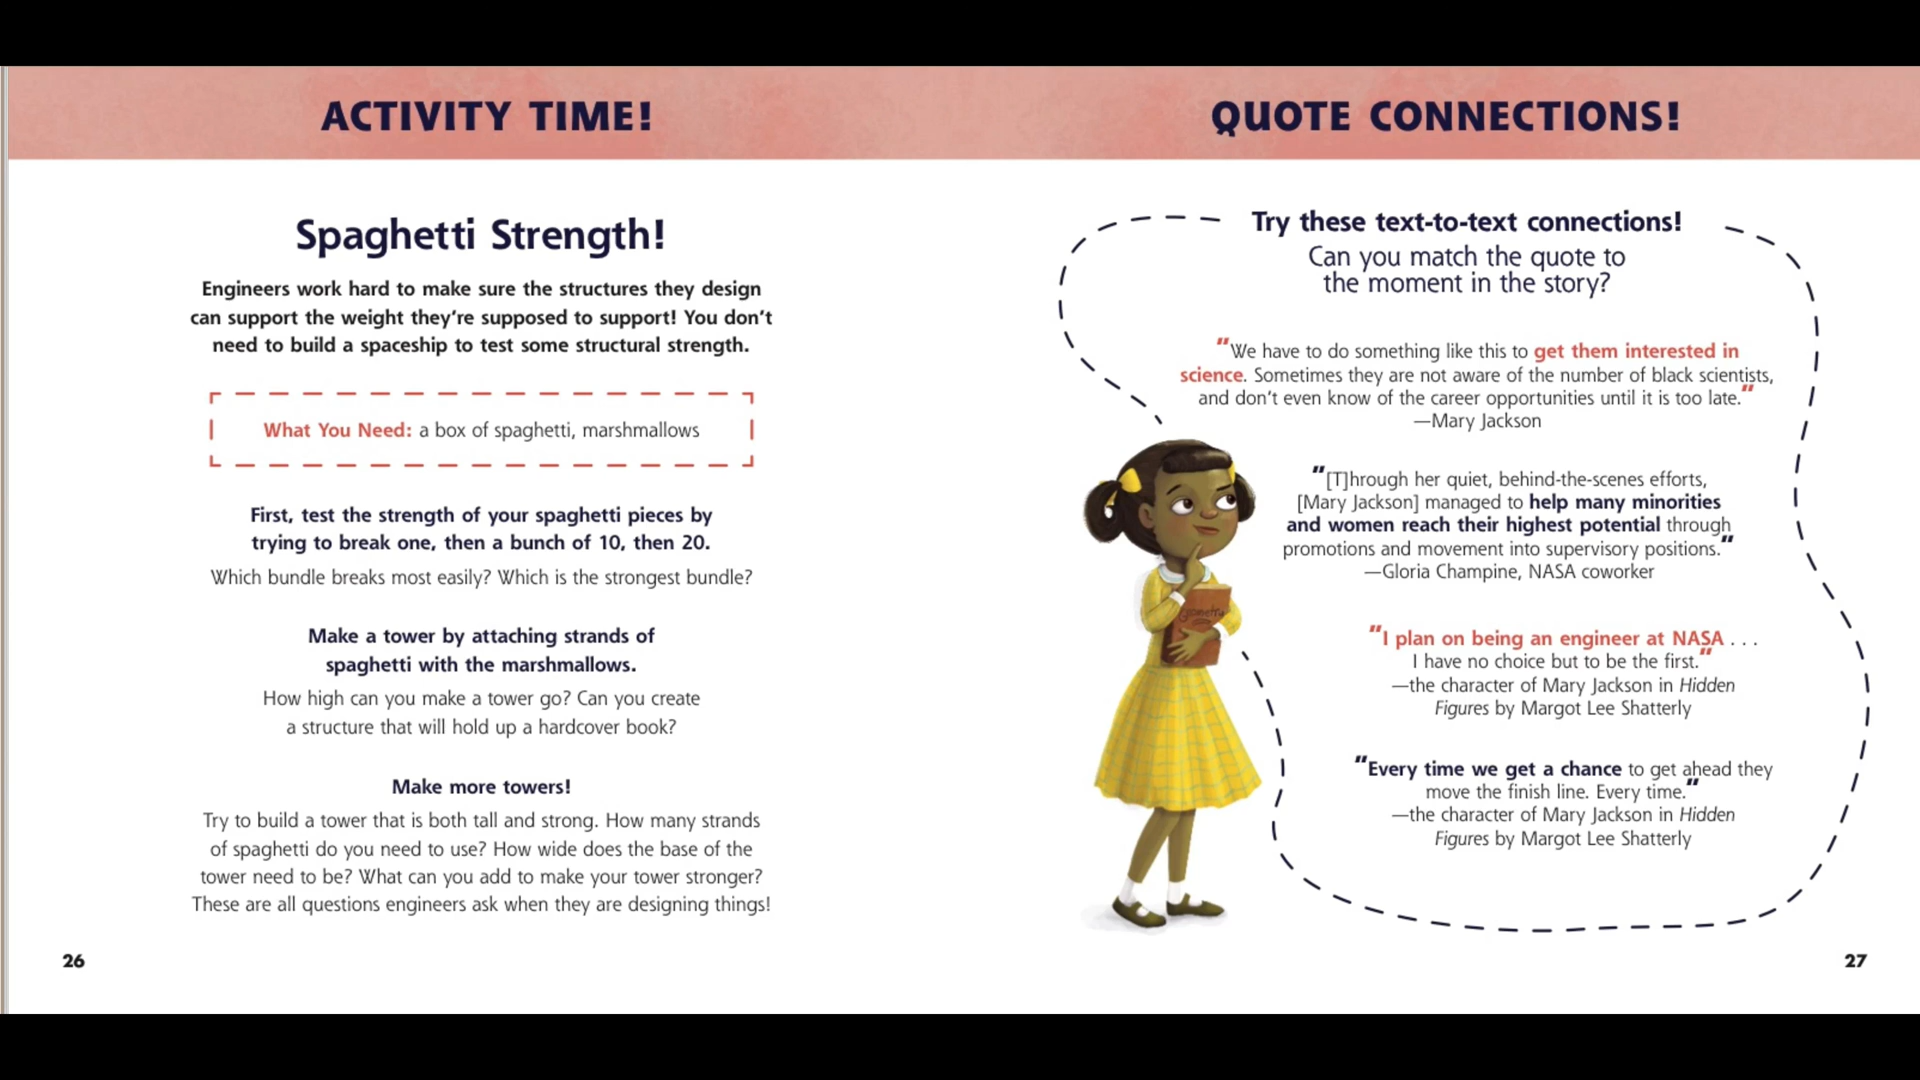 ACTIVITY TIME!
Spaghetti Strength!
Engineers work hard to make sure the structures they design
can support the weight they're supposed to support! You don't
need to build a spaceship to test some structural strength.
What You Need: a box of spaghetti, marshmallows
First, test the strength of your spaghetti pieces by
trying to break one, then a bunch of 10, then 20.
Which bundle breaks most easily? Which is the strongest bundle?
Make a tower by attaching strands of
spaghetti with the marshmallows.
How high can you make a tower go? Can you create
a structure that will hold up a hardcover book?
Make more towers!
Try to build a tower that is both tall and strong. How many strands
of spaghetti do you need to use? How wide does the base of the
tower need to be? What can you add to make your tower stronger?
These are all questions engineers ask when they are designing things!
26
QUOTE CONNECTIONS!
Try these text-to-text connections!
Can you match the quote to
the moment in the story?
"We have to do something like this to get them interested in
science. Sometimes they are not aware of the number of black scientists,
and don't even know of the career opportunities until it is too late."
—Mary Jackson
"[T]hrough her quiet, behind-the-scenes efforts,
[Mary Jackson] managed to help many minorities
and women reach their highest potential through
promotions and movement into supervisory positions."
—Gloria Champine, NASA coworker
"I plan on being an engineer at NASA . . .
I have no choice but to be the first."
—the character of Mary Jackson in Hidden
Figures by Margot Lee Shatterly
"Every time we get a chance to get ahead they
move the finish line. Every time."
—the character of Mary Jackson in Hidden
Figures by Margot Lee Shatterly
Geometry
27